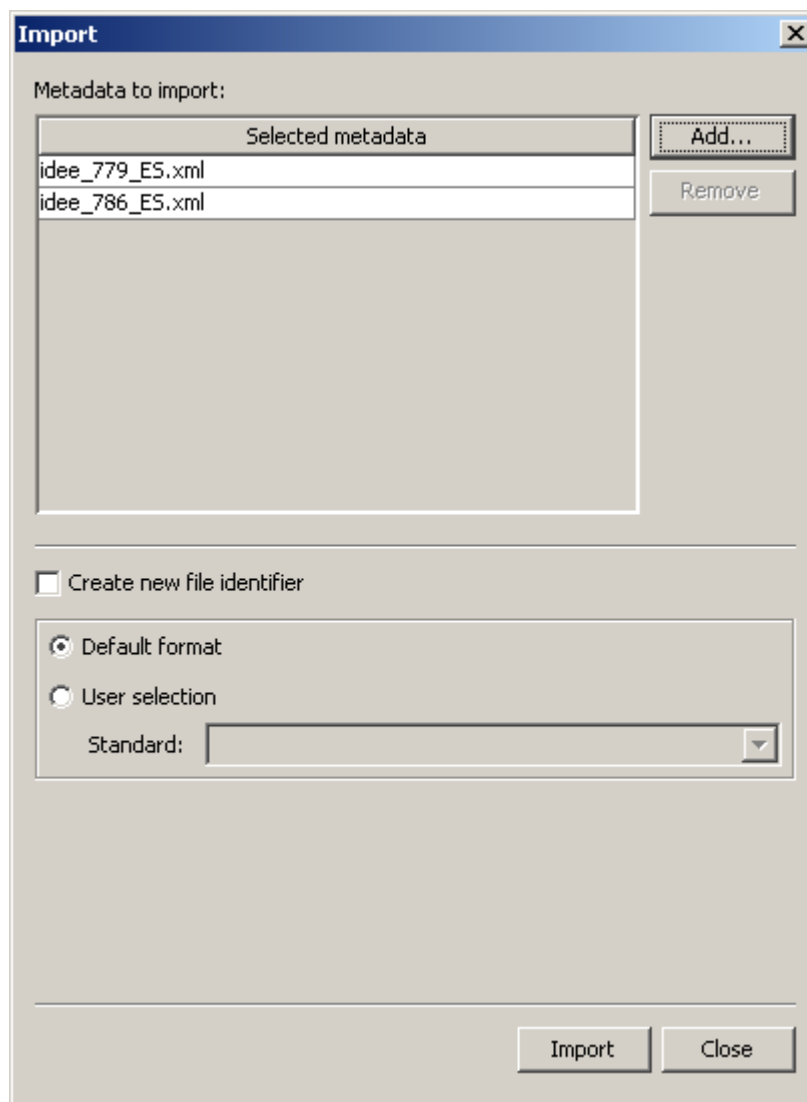 Import
Metadata to import:
Selected metadata
Add...
idee_779_ES.xml
Remove
idee_786_ES.xml
Create new file identifier
Default format
User selection
Standard:
Import
Close